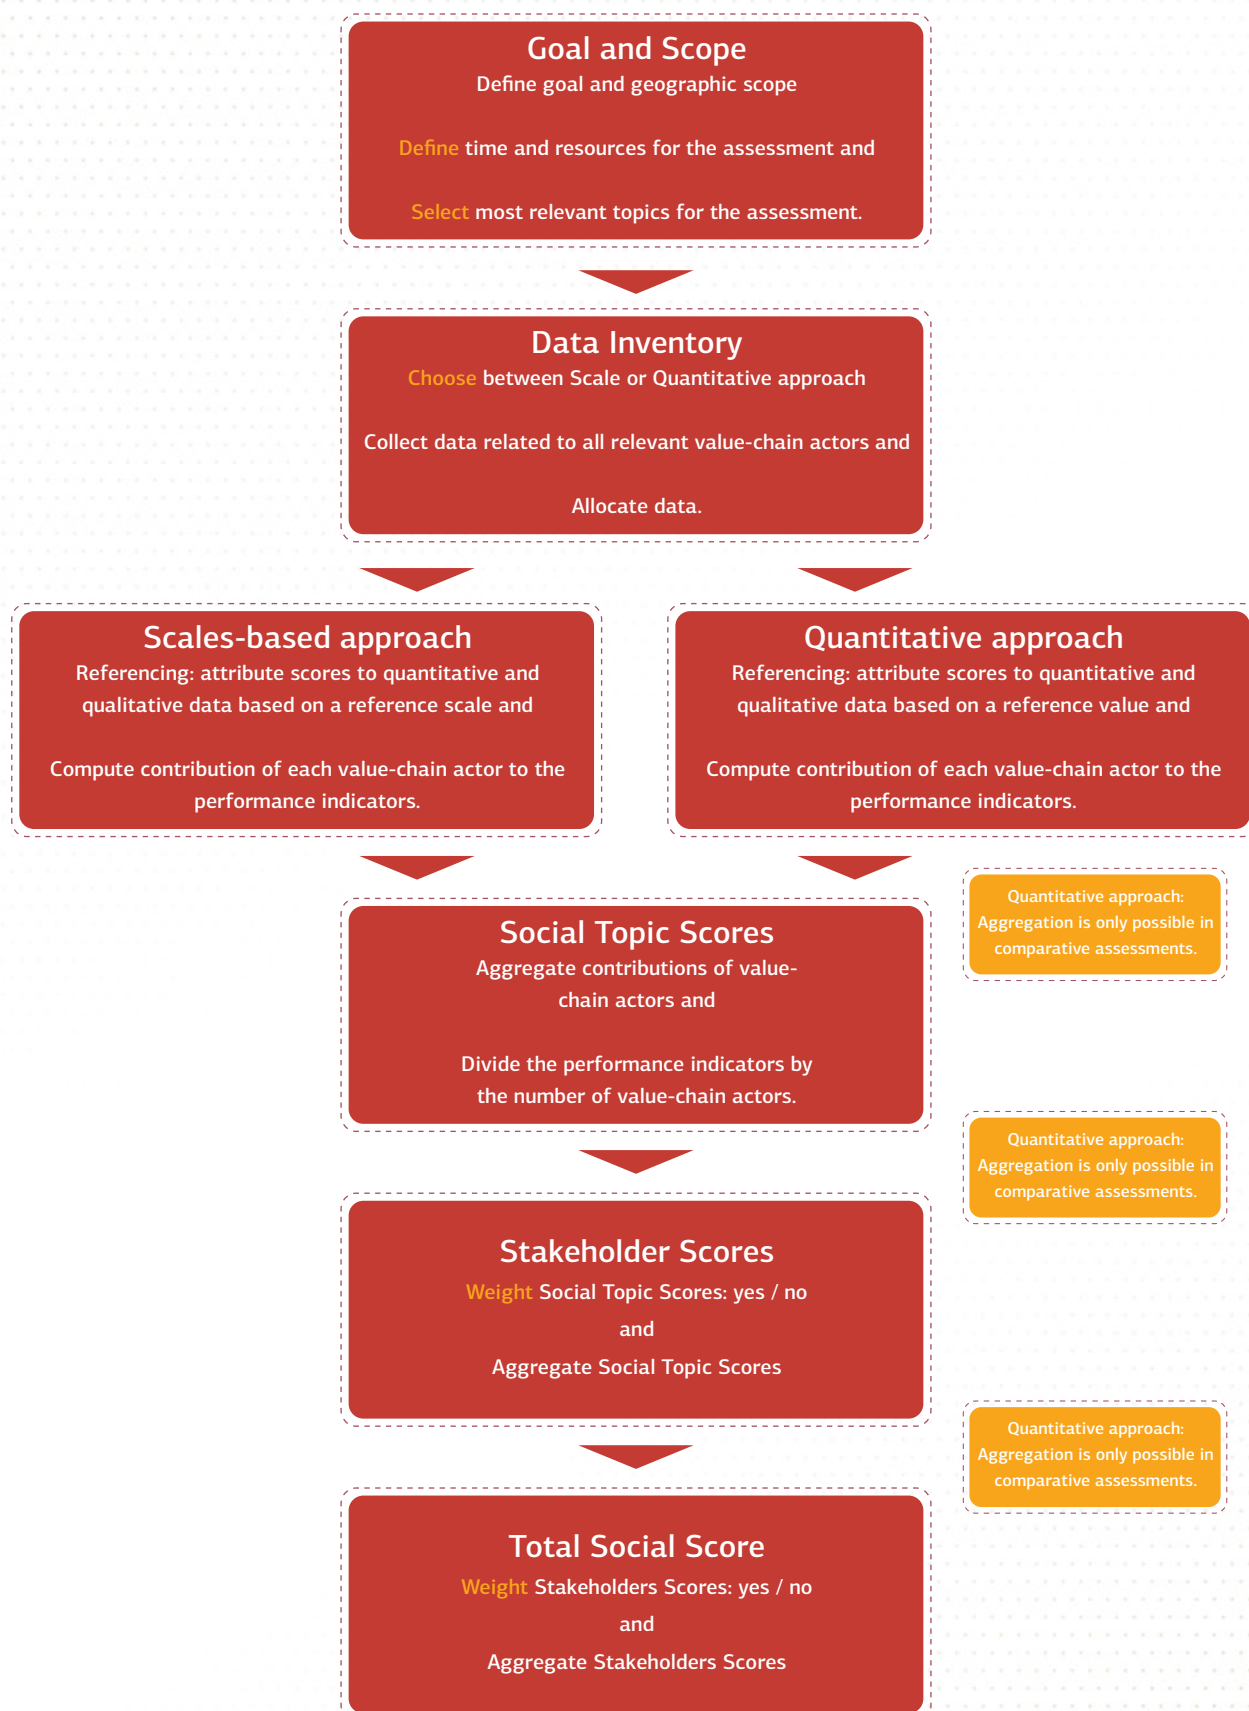 Goal and Scope
Define goal and geographic scope
Define time and resources for the assessment and
Select most relevant topics for the assessment.
Data Inventory
Choose between Scale or Quantitative approach
Collect data related to all relevant value-chain actors and
Allocate data.
Scales-based approach
Referencing: attribute scores to quantitative and
qualitative data based on a reference scale and
Compute contribution of each value-chain actor to the
performance indicators.
Quantitative approach
Referencing: attribute scores to quantitative and
qualitative data based on a reference value and
Compute contribution of each value-chain actor to the
performance indicators.
Social Topic Scores
Aggregate contributions of value-
chain actors and
Divide the performance indicators by
the number of value-chain actors.
Quantitative approach:
Aggregation is only possible in
comparative assessments.
Stakeholder Scores
Weight Social Topic Scores: yes / no
and
Aggregate Social Topic Scores
Quantitative approach:
Aggregation is only possible in
comparative assessments.
Total Social Score
Weight Stakeholders Scores: yes / no
and
Aggregate Stakeholders Scores
Quantitative approach:
Aggregation is only possible in
comparative assessments.